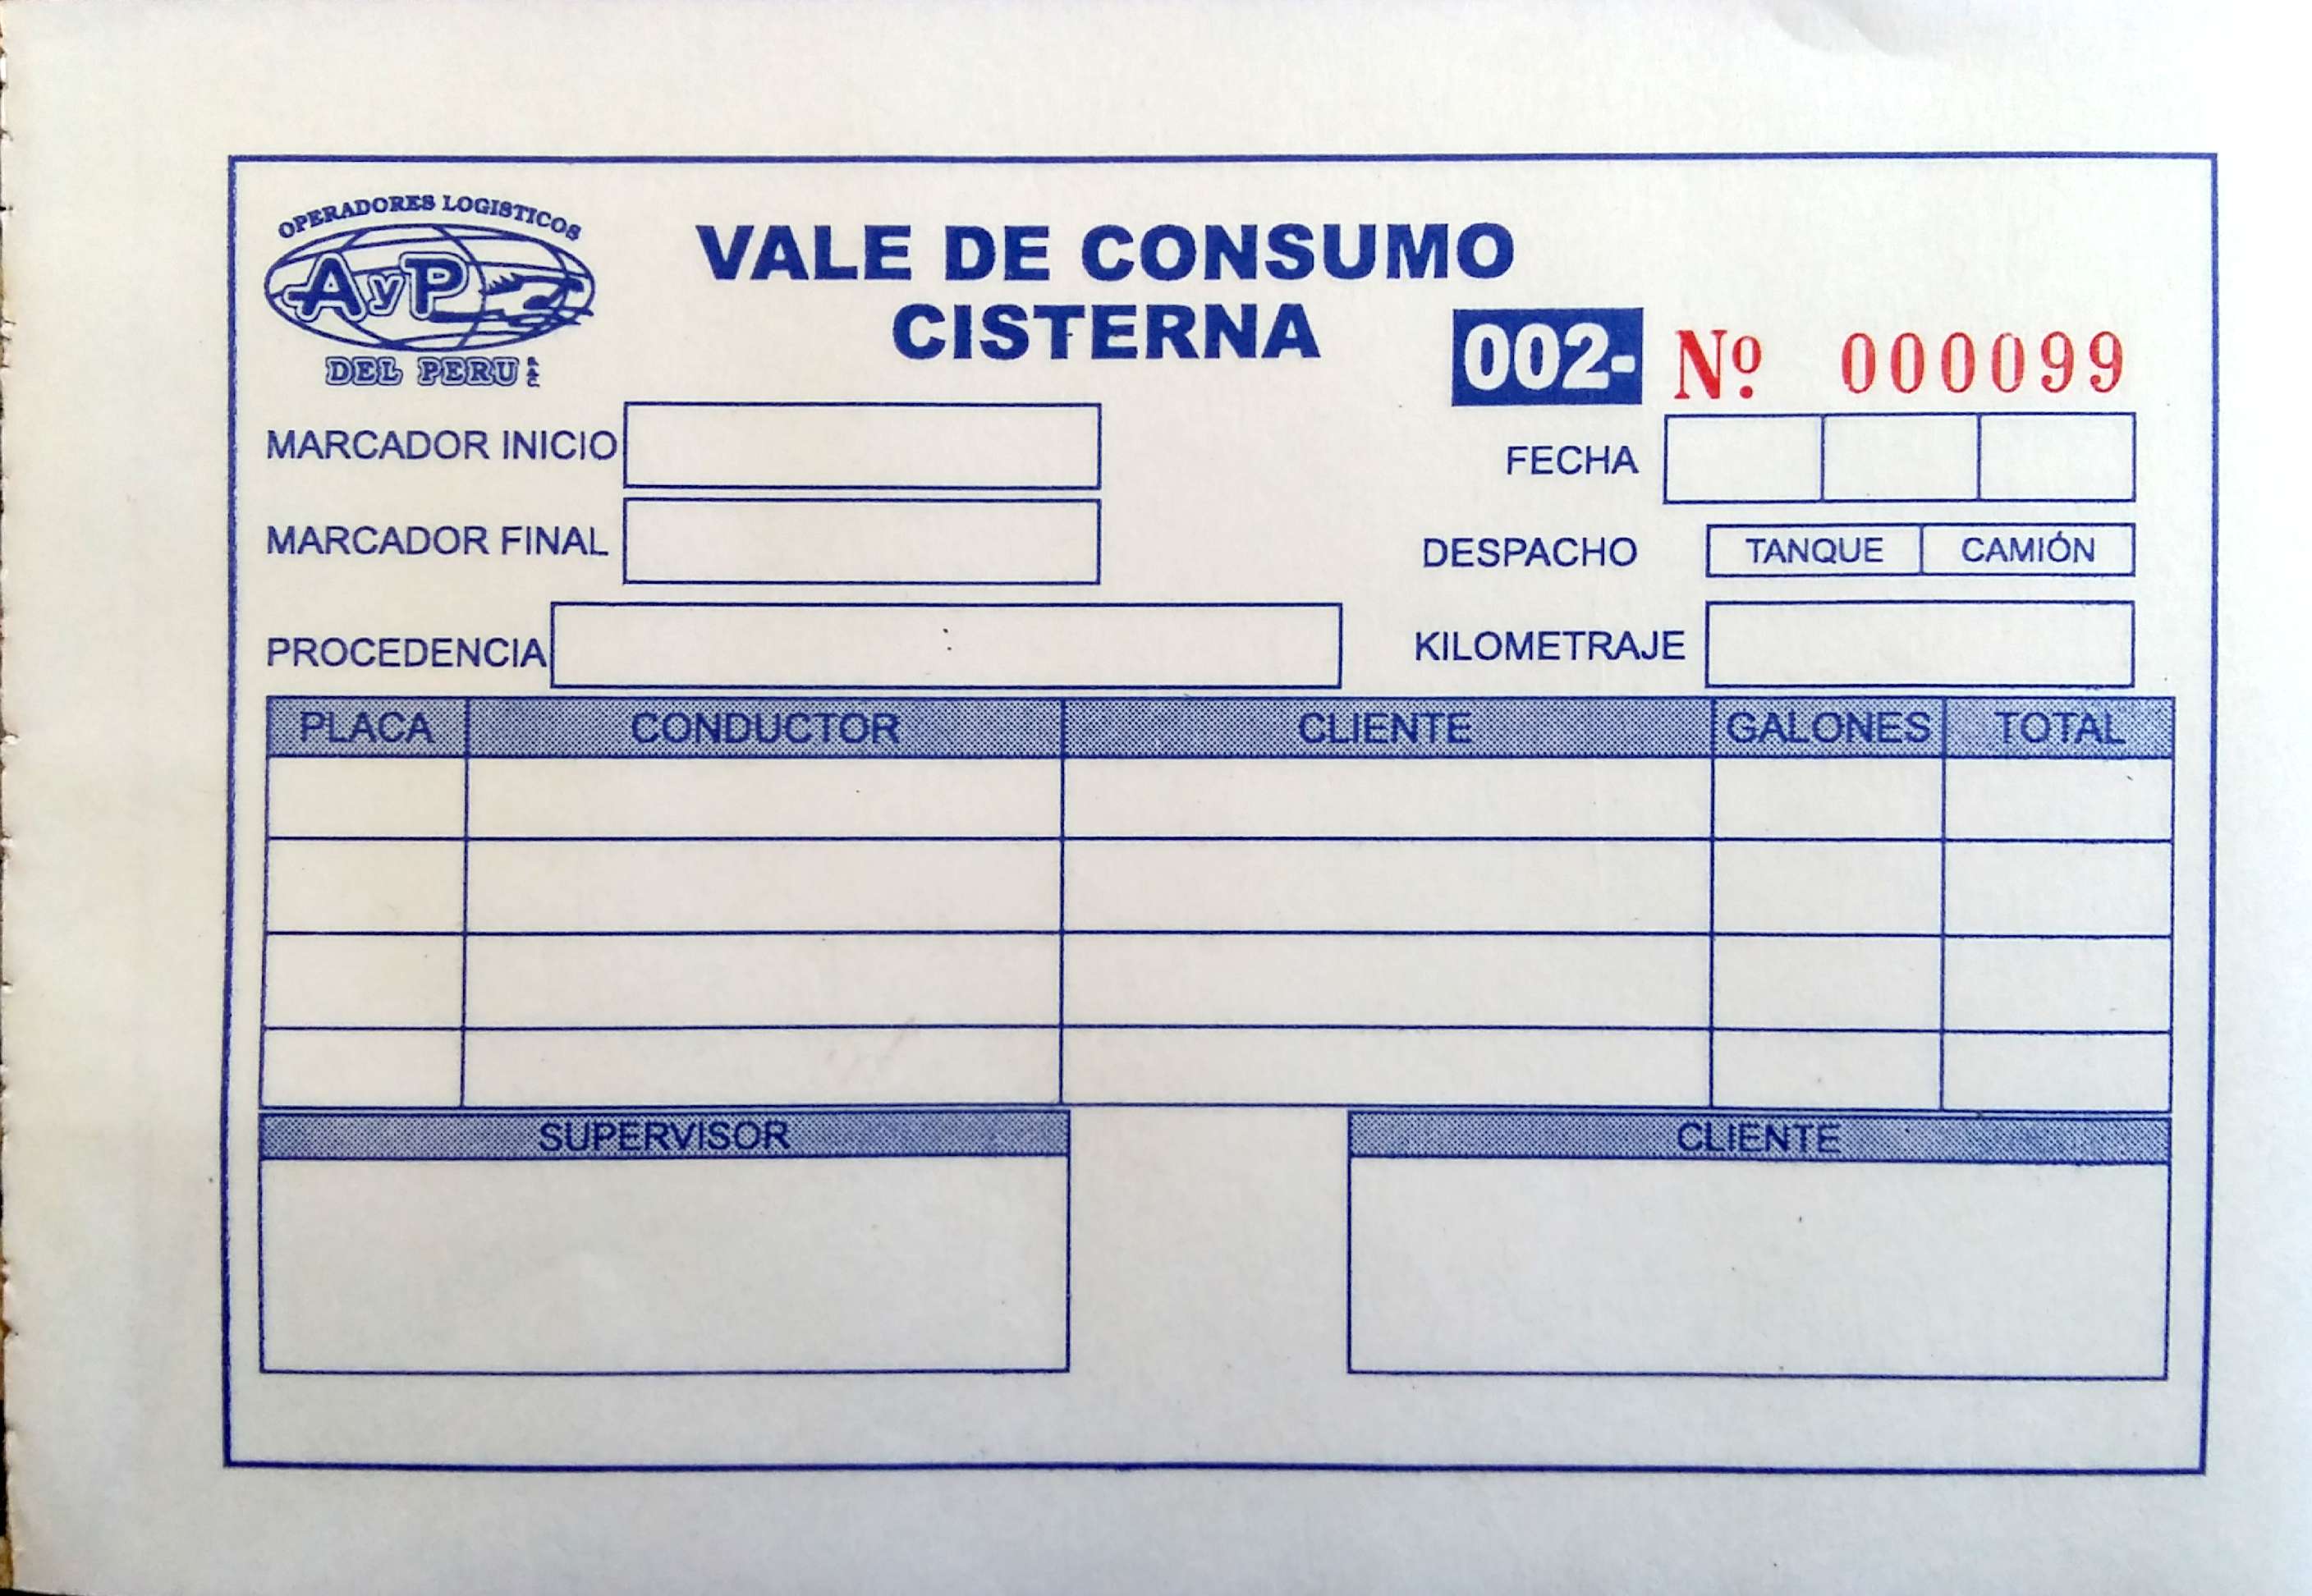 OPERADORES LOGISTICOS
AyP
DEL PERU SAC
VALE DE CONSUMO
CISTERNA
002- Nº 000099
MARCADOR INICIO
FECHA
MARCADOR FINAL
DESPACHO TANQUE CAMIÓN
PROCEDENCIA
KILOMETRAJE
PLACA CONDUCTOR CLIENTE GALONES TOTAL
SUPERVISOR CLIENTE